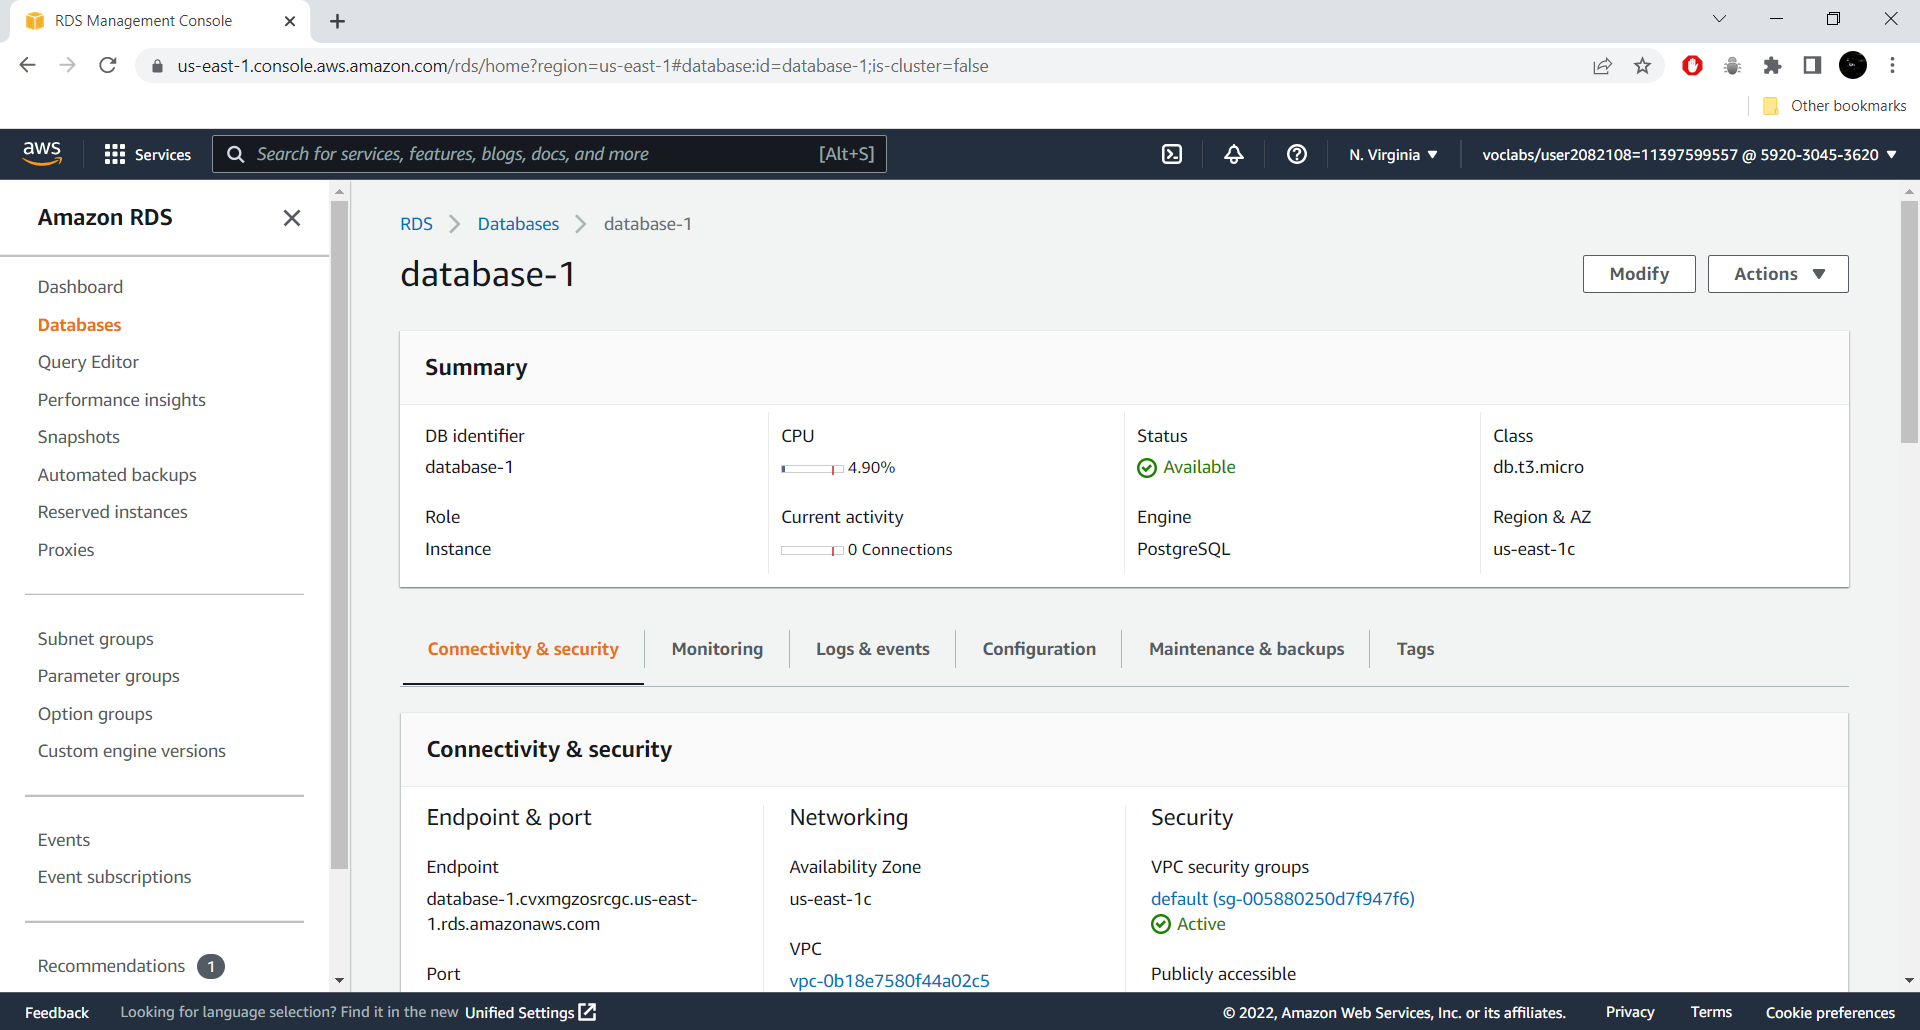 RDS Management Console
us-east-1.console.aws.amazon.com/rds/home?region=us-east-1#database:id=database-1;is-cluster=false
Other bookmarks
aws
Services
Search for services, features, blogs, docs, and more
[Alt+S]
N. Virginia
voclabs/user2082108=11397599557 @ 5920-3045-3620
Amazon RDS
Dashboard
Databases
Query Editor
Performance insights
Snapshots
Automated backups
Reserved instances
Proxies
Subnet groups
Parameter groups
Option groups
Custom engine versions
Events
Event subscriptions
Recommendations 1
RDS
Databases
database-1
database-1
Modify
Actions
Summary
DB identifier
database-1
CPU
4.90%
Status
Available
Class
db.t3.micro
Role
Instance
Current activity
0 Connections
Engine
PostgreSQL
Region & AZ
us-east-1c
Connectivity & security
Monitoring
Logs & events
Configuration
Maintenance & backups
Tags
Connectivity & security
Endpoint & port
Endpoint
database-1.cvxmgzosrcgc.us-east-
1.rds.amazonaws.com
Port
Networking
Availability Zone
us-east-1c
VPC
vpc-0b18e7580f44a02c5
Security
VPC security groups
default (sg-005880250d7f947f6)
Active
Publicly accessible
Feedback
Looking for language selection? Find it in the new Unified Settings
© 2022, Amazon Web Services, Inc. or its affiliates.
Privacy
Terms
Cookie preferences